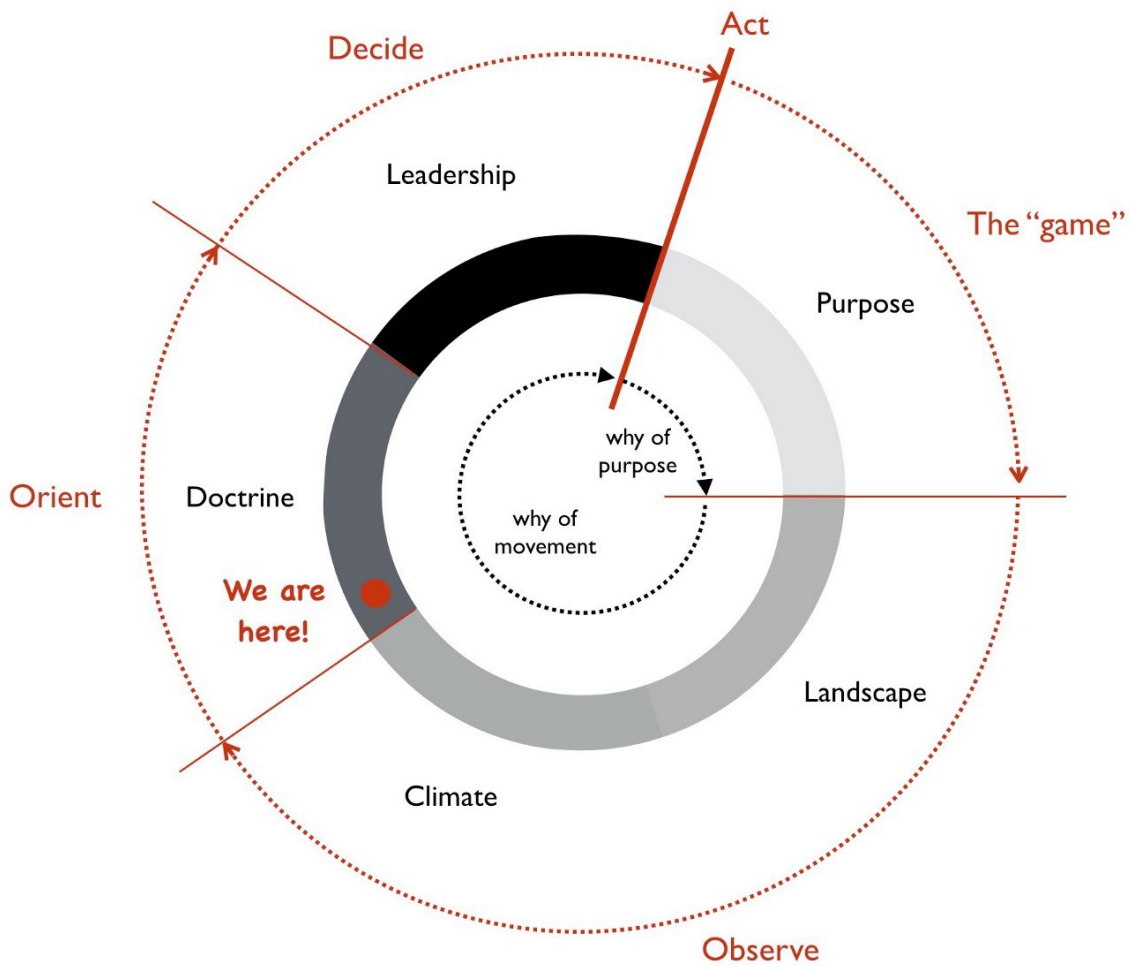 Act
Decide
Leadership
The “game”
Purpose
why of
purpose
Orient
Doctrine
why of
movement
We are
here!
Landscape
Climate
Observe